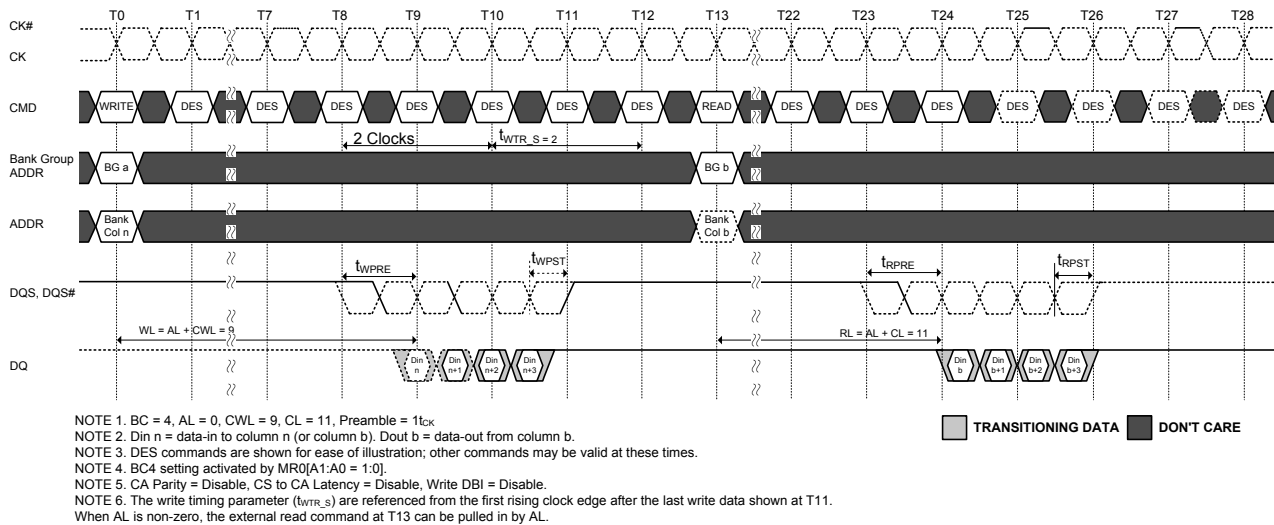 T0 T1 T7 T8 T9 T10 T11 T13 T22 T23 T24 T25 T26 T27 T28
CK#
CK
CMD WRITE DES DES DES DES DES DES DES READ DES DES DES DES DES DES DES
2 Clocks tWTR_S = 2
Bank Group
ADDR
BG a BG b
ADDR
Bank
Col n
Bank
Col b
tWPRE tWPST tRPRE tRPST
DQS, DQS#
WL = AL + CWL = 9 RL = AL + CL = 11
DQ
Din
n
Din
n+1
Din
n+2
Din
n+3
Din
b
Din
b+1
Din
b+2
Din
b+3
NOTE 1. BC = 4, AL = 0, CWL = 9, CL = 11, Preamble = 1tCK
NOTE 2. Din n = data-in to column n (or column b). Dout b = data-out from column b.
NOTE 3. DES commands are shown for ease of illustration; other commands may be valid at these times.
NOTE 4. BC4 setting activated by MR0[A1:A0 = 1:0].
NOTE 5. CA Parity = Disable, CS to CA Latency = Disable, Write DBI = Disable.
NOTE 6. The write timing parameter (tWTR_S) are referenced from the first rising clock edge after the last write data shown at T11.
When AL is non-zero, the external read command at T13 can be pulled in by AL.
TRANSITIONING DATA DON'T CARE